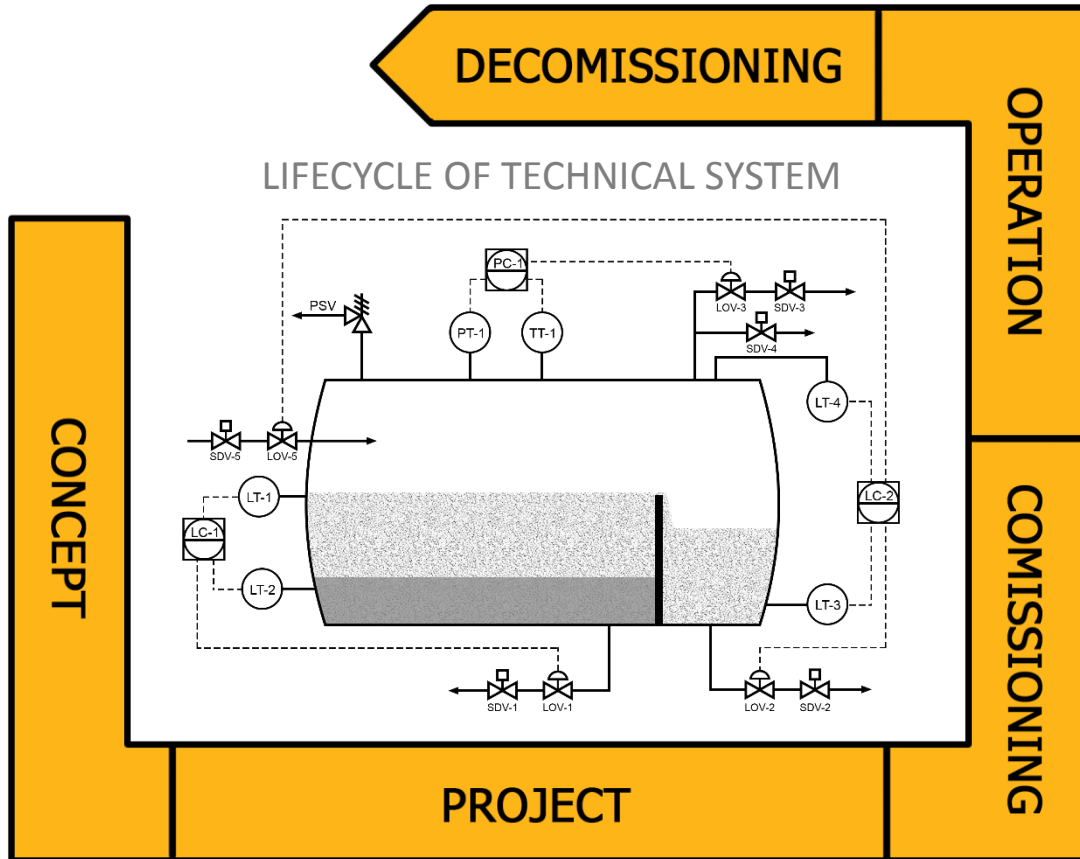 DECOMISSIONING
OPERATION
LIFECYCLE OF TECHNICAL SYSTEM
PC-1
PSV
PT-1
TT-1
LOV-3
SDV-3
SDV-4
LT-4
CONCEPT
SDV-5
LOV-5
LT-1
LC-2
LC-1
LT-2
LT-3
COMISSIONING
SDV-1
LOV-1
LOV-2
SDV-2
PROJECT